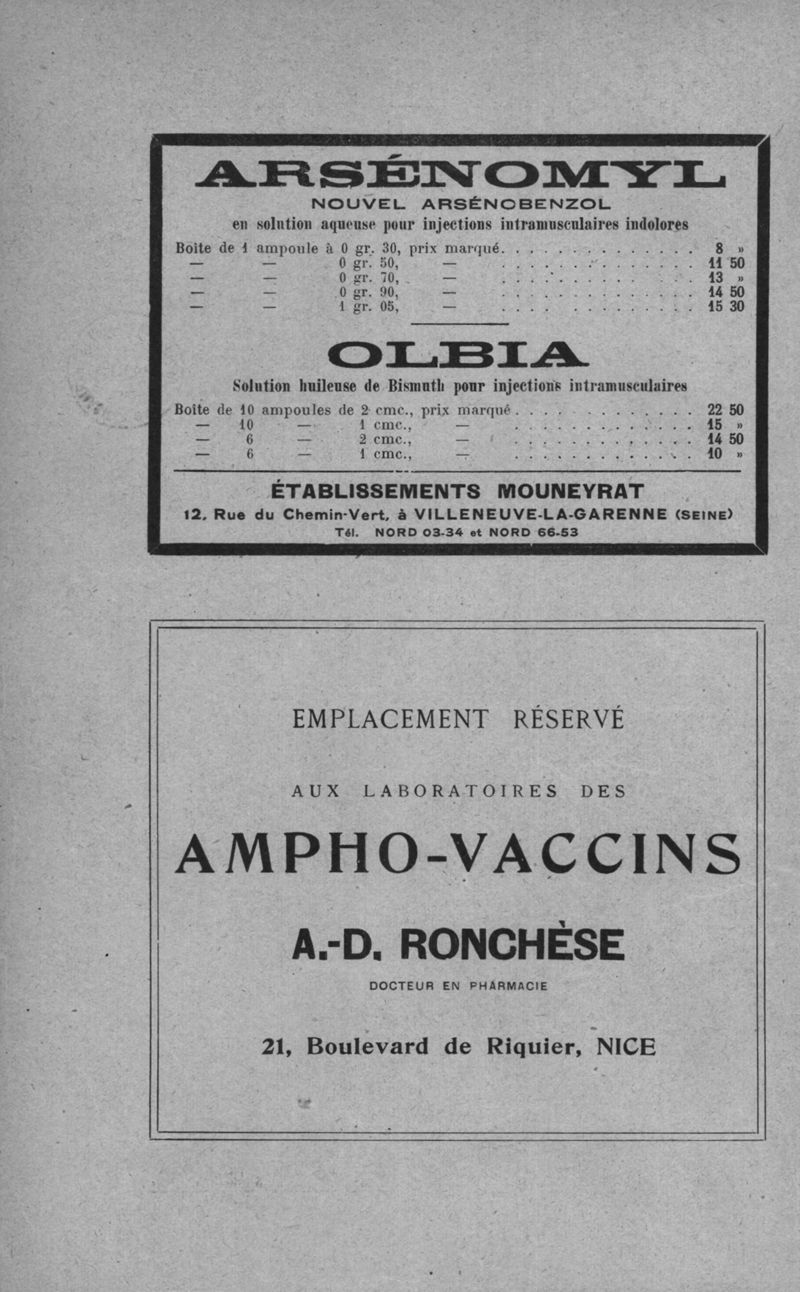 ARSÉNOMYL
NOUVEL ARSÉNOBENZOL
en solution aqueuse pour injections intramusculaires indolores
Boîte de 1 ampoule à 0 gr. 30, prix marqué. . . . . . . . . . . . . . 8 »
— — 0 gr. 50, — . . . . . . . . . . . . . . 11 50
— — 0 gr. 70, — . . . . . . . . . . . . . . 13 »
— — 0 gr. 90, — . . . . . . . . . . . . . . 14 50
— — 1 gr. 05, — . . . . . . . . . . . . . . 15 30
OLBIA
Solution huileuse de Bismuth pour injections intramusculaires
Boîte de 10 ampoules de 2 cmc., prix marqué . . . . . . . . . . . . . 22 50
— 10 — 1 cmc., — . . . . . . . . . . . . . 15 »
— 6 — 2 cmc., — . . . . . . . . . . . . . 14 50
— 6 — 1 cmc., — . . . . . . . . . . . . . 10 »
ÉTABLISSEMENTS MOUNEYRAT
12, Rue du Chemin-Vert, à VILLENEUVE-LA-GARENNE (SEINE)
Tél. NORD 03-34 et NORD 66-53
EMPLACEMENT RÉSERVÉ
AUX LABORATOIRES DES
AMPHO-VACCINS
A.-D. RONCHÈSE
DOCTEUR EN PHARMACIE
21, Boulevard de Riquier, NICE